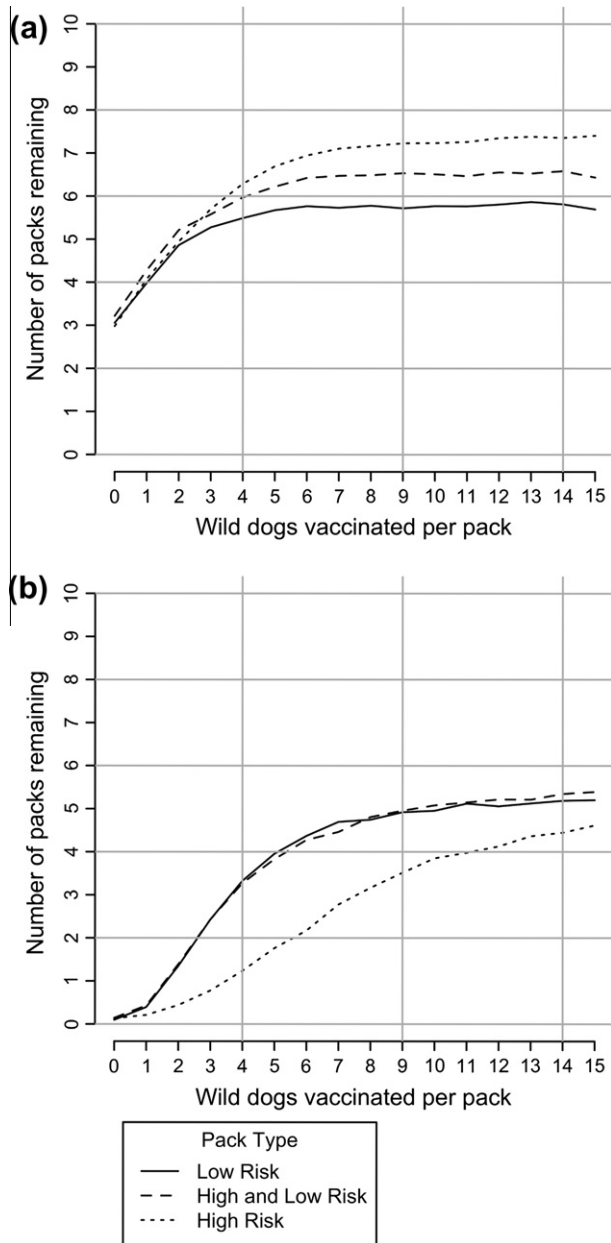 (a)
10
9
8
7
6
5
4
3
2
1
0
Number of packs remaining
0 1 2 3 4 5 6 7 8 9 10 11 12 13 14 15
Wild dogs vaccinated per pack
(b)
10
9
8
7
6
5
4
3
2
1
0
Number of packs remaining
0 1 2 3 4 5 6 7 8 9 10 11 12 13 14 15
Wild dogs vaccinated per pack
Pack Type
Low Risk
High and Low Risk
High Risk